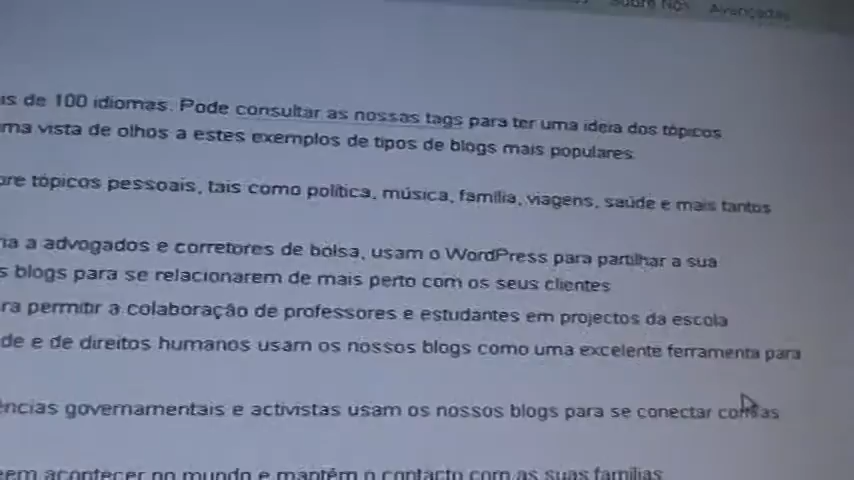 Sobre Nós Avançadas
is de 100 idiomas. Pode consultar as nossas tags para ter uma ideia dos tópicos
ma vista de olhos a estes exemplos de tipos de blogs mais populares:
bre tópicos pessoais, tais como política, música, família, viagens, saúde e mais tantos
ria a advogados e corretores de bolsa, usam o WordPress para partilhar a sua
s blogs para se relacionarem de mais perto com os seus clientes
ra permitir a colaboração de professores e estudantes em projectos da escola
de e de direitos humanos usam os nossos blogs como uma excelente ferramenta para
ências governamentais e activistas usam os nossos blogs para se conectar com as
eem acontecer no mundo e mantêm o contacto com as suas famílias